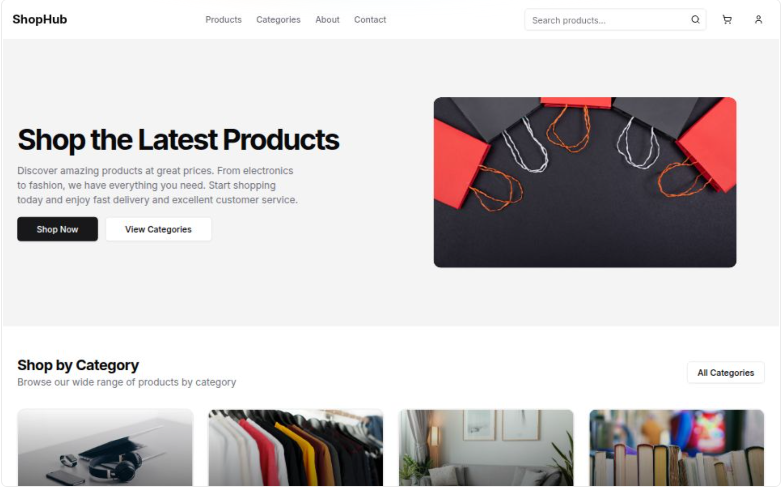 ShopHub
Products
Categories
About
Contact
Search products...
Shop the Latest Products
Discover amazing products at great prices. From electronics
to fashion, we have everything you need. Start shopping
today and enjoy fast delivery and excellent customer service.
Shop Now
View Categories
Shop by Category
Browse our wide range of products by category
All Categories